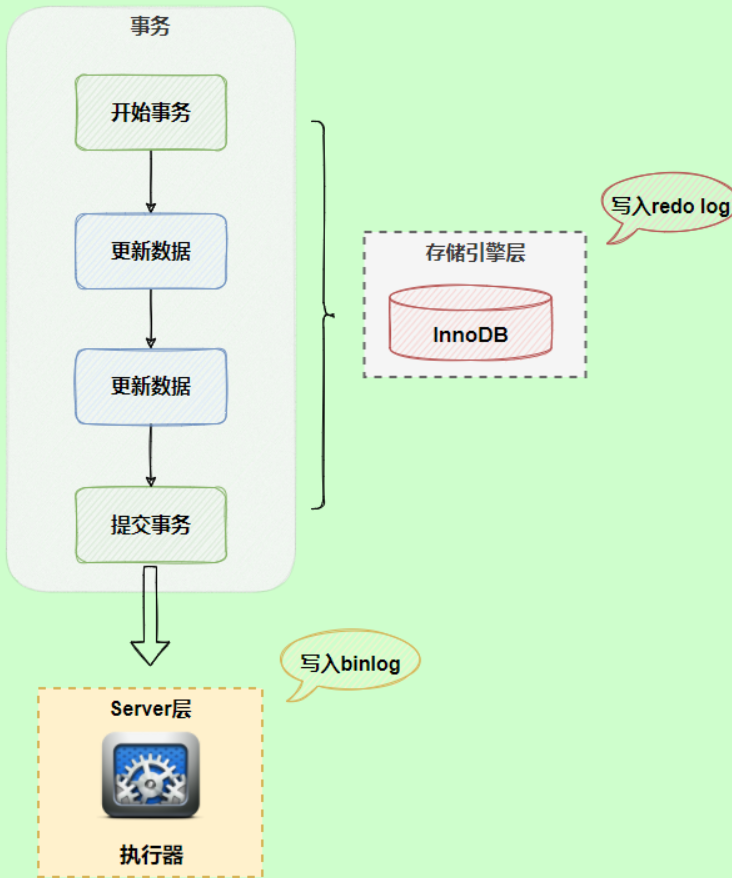 事务
开始事务
更新数据
更新数据
提交事务
写入redo log
存储引擎层
InnoDB
写入binlog
Server层
执行器